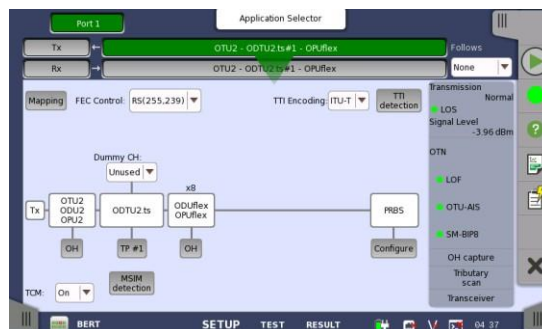 Port 1
Application Selector
Tx
OTU2 - ODTU2.ts#1 - OPUflex
Follows
Rx
OTU2 - ODTU2.ts#1 - OPUflex
None
Mapping
FEC Control:
RS(255,239)
TTI Encoding:
ITU-T
TTI
detection
Transmission
Normal
LOS
Signal Level
-3.96 dBm
OTN
LOF
OTU-AIS
SM-BIP8
OH capture
Tributary
scan
Transceiver
Dummy CH:
Unused
x8
Tx
OTU2
ODU2
OPU2
ODTU2.ts
ODUflex
OPUflex
PRBS
OH
TP #1
OH
Configure
MSIM
detection
TCM:
On
BERT
SETUP
TEST
RESULT
04 37